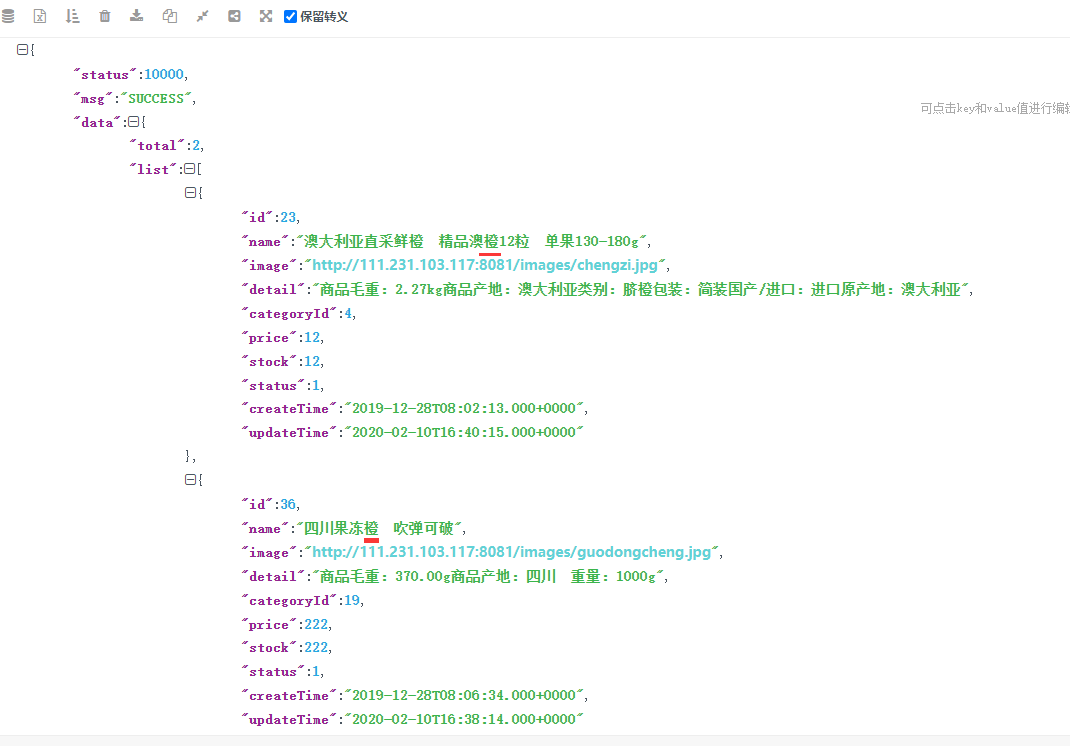 保留转义
{
"status":10000,
"msg":"SUCCESS",
可点击key和value值进行编辑
"data":{
"total":2,
"list":[
{
"id":23,
"name":"澳大利亚直采鲜橙　精品澳橙12粒　单果130-180g",
"image":"http://111.231.103.117:8081/images/chengzi.jpg",
"detail":"商品毛重：2.27kg商品产地：澳大利亚类别：脐橙包装：简装国产/进口：进口原产地：澳大利亚",
"categoryId":4,
"price":12,
"stock":12,
"status":1,
"createTime":"2019-12-28T08:02:13.000+0000",
"updateTime":"2020-02-10T16:40:15.000+0000"
},
{
"id":36,
"name":"四川果冻橙　吹弹可破",
"image":"http://111.231.103.117:8081/images/guodongcheng.jpg",
"detail":"商品毛重：370.00g商品产地：四川　重量：1000g",
"categoryId":19,
"price":222,
"stock":222,
"status":1,
"createTime":"2019-12-28T08:06:34.000+0000",
"updateTime":"2020-02-10T16:38:14.000+0000"